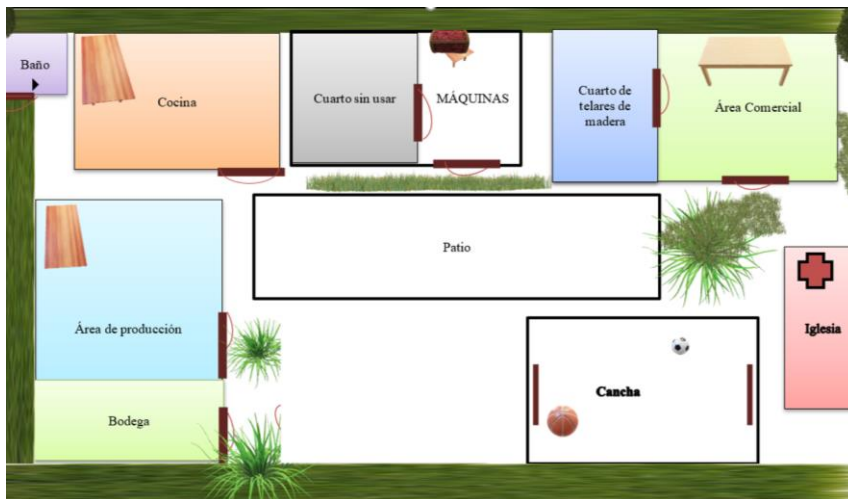 Baño
Cocina
Cuarto sin usar
MÁQUINAS
Cuarto de
telares de
madera
Área Comercial
Patio
Área de producción
Bodega
Cancha
Iglesia